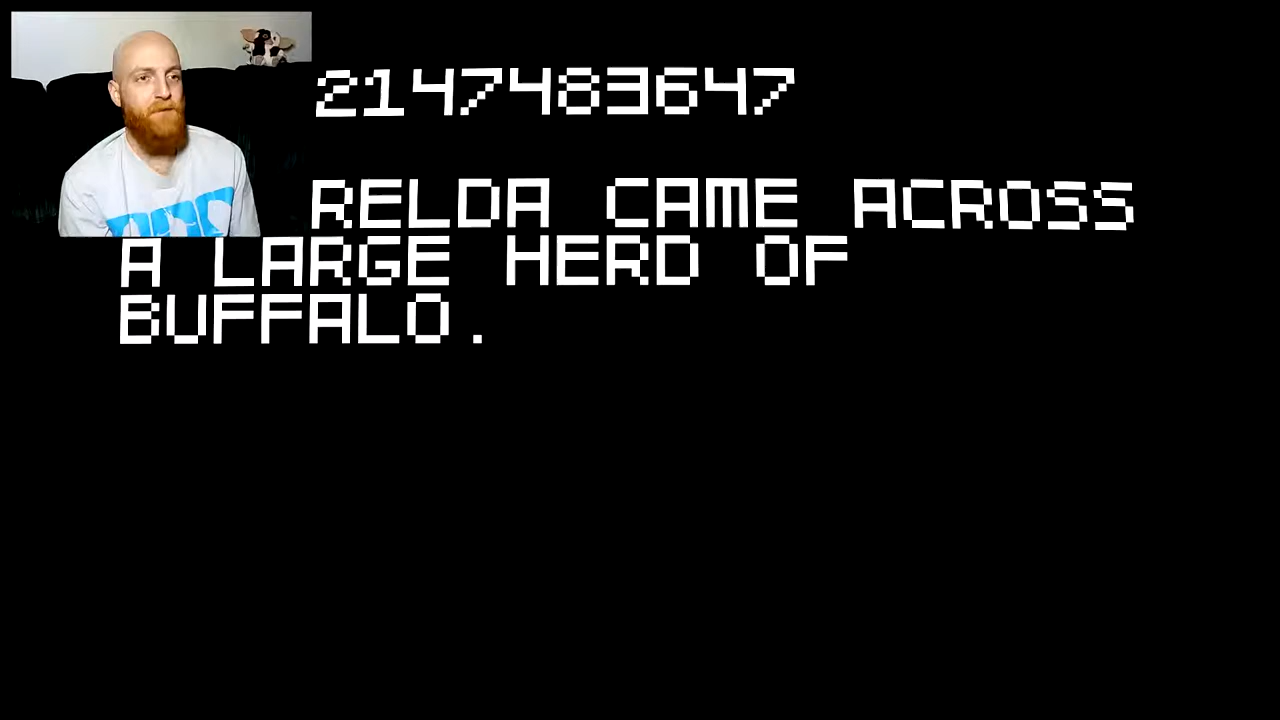 2147483647
RELDA CAME ACROSS
A LARGE HERD OF
BUFFALO.